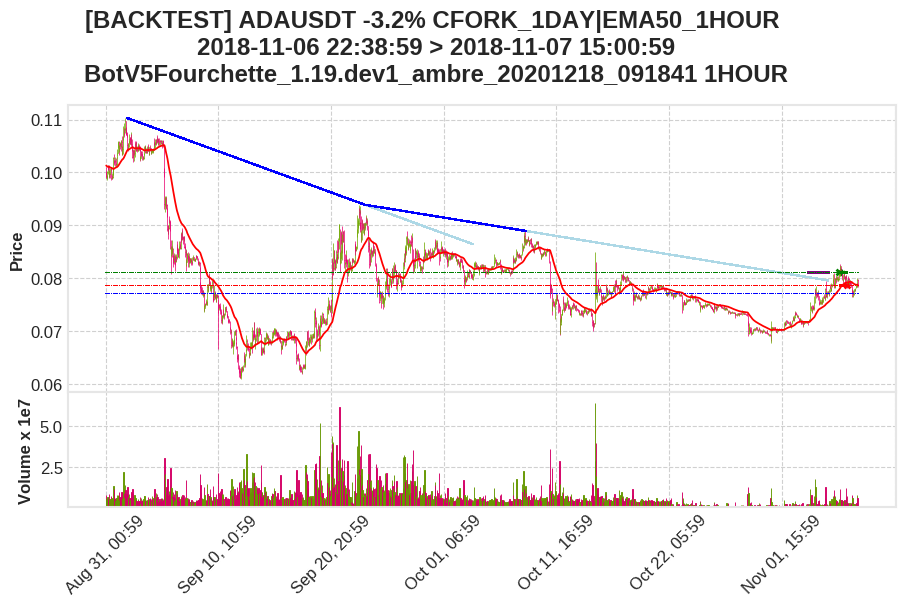 [BACKTEST] ADAUSDT -3.2% CFORK_1DAY|EMA50_1HOUR
2018-11-06 22:38:59 > 2018-11-07 15:00:59
BotV5Fourchette_1.19.dev1_ambre_20201218_091841 1HOUR
Price
0.11
0.10
0.09
0.08
0.07
0.06
Volume x 1e7
5.0
2.5
Aug 31, 00:59
Sep 10, 10:59
Sep 20, 20:59
Oct 01, 06:59
Oct 11, 16:59
Oct 22, 05:59
Nov 01, 15:59